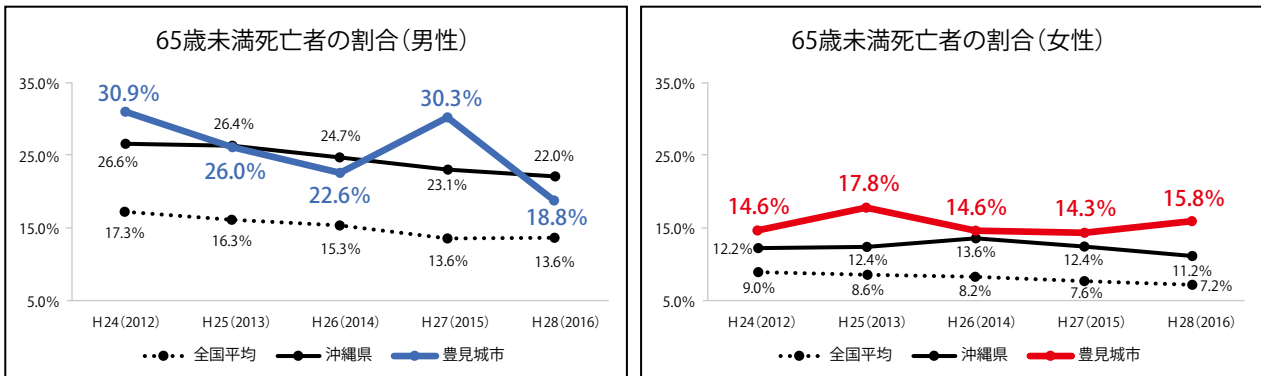 65歳未満死亡者の割合(男性)
35.0%
25.0%
15.0%
5.0%
30.9%
26.0%
22.6%
30.3%
18.8%
26.6%
26.4%
24.7%
23.1%
22.0%
17.3%
16.3%
15.3%
13.6%
13.6%
H24(2012)
H25(2013)
H26(2014)
H27(2015)
H28(2016)
全国平均
沖縄県
豊見城市
65歳未満死亡者の割合(女性)
35.0%
25.0%
15.0%
5.0%
14.6%
17.8%
14.6%
14.3%
15.8%
12.2%
12.4%
13.6%
12.4%
11.2%
9.0%
8.6%
8.2%
7.6%
7.2%
H24(2012)
H25(2013)
H26(2014)
H27(2015)
H28(2016)
全国平均
沖縄県
豊見城市